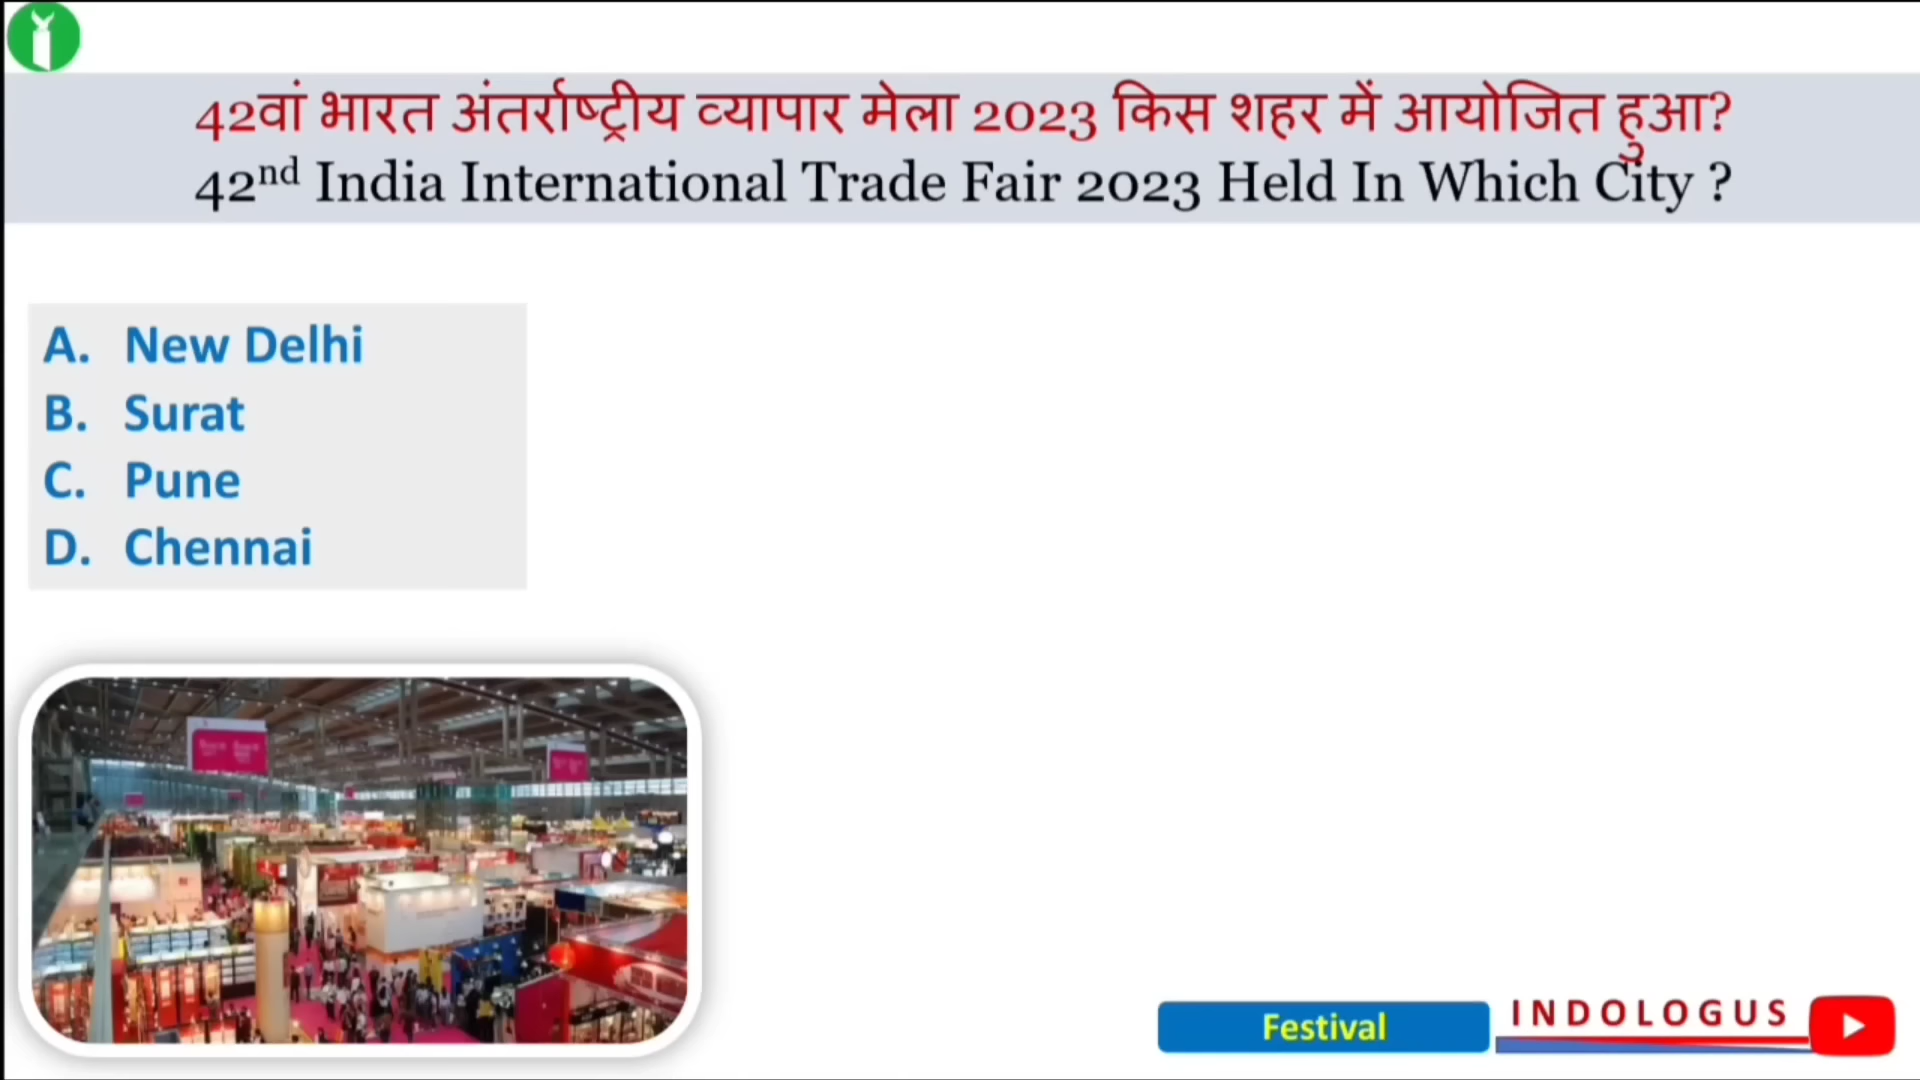 42वां भारत अंतर्राष्ट्रीय व्यापार मेला 2023 किस शहर में आयोजित हुआ?
42nd India International Trade Fair 2023 Held In Which City ?
A. New Delhi
B. Surat
C. Pune
D. Chennai
Festival
INDOLOGUS